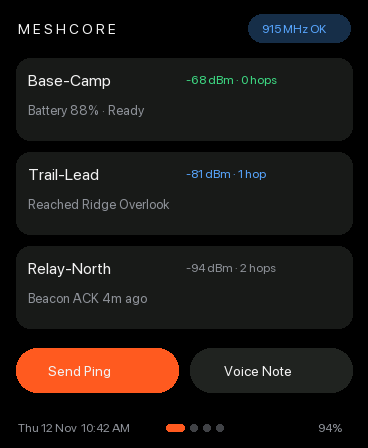 MESHCORE 915 MHz OK
Base-Camp -68 dBm · 0 hops
Battery 88% · Ready
Trail-Lead -81 dBm · 1 hop
Reached Ridge Overlook
Relay-North -94 dBm · 2 hops
Beacon ACK 4m ago
Send Ping Voice Note
Thu 12 Nov 10:42 AM 94%